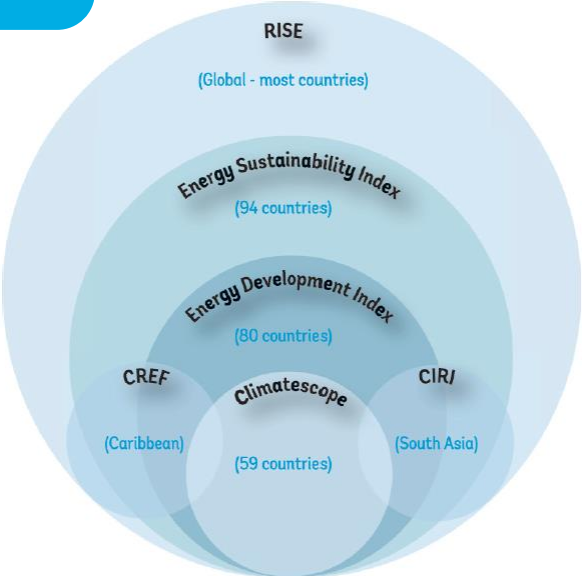 RISE
(Global - most countries)
Energy Sustainability Index
(94 countries)
Energy Development Index
(80 countries)
CREF
(Caribbean)
Climatescope
(59 countries)
CIRI
(South Asia)